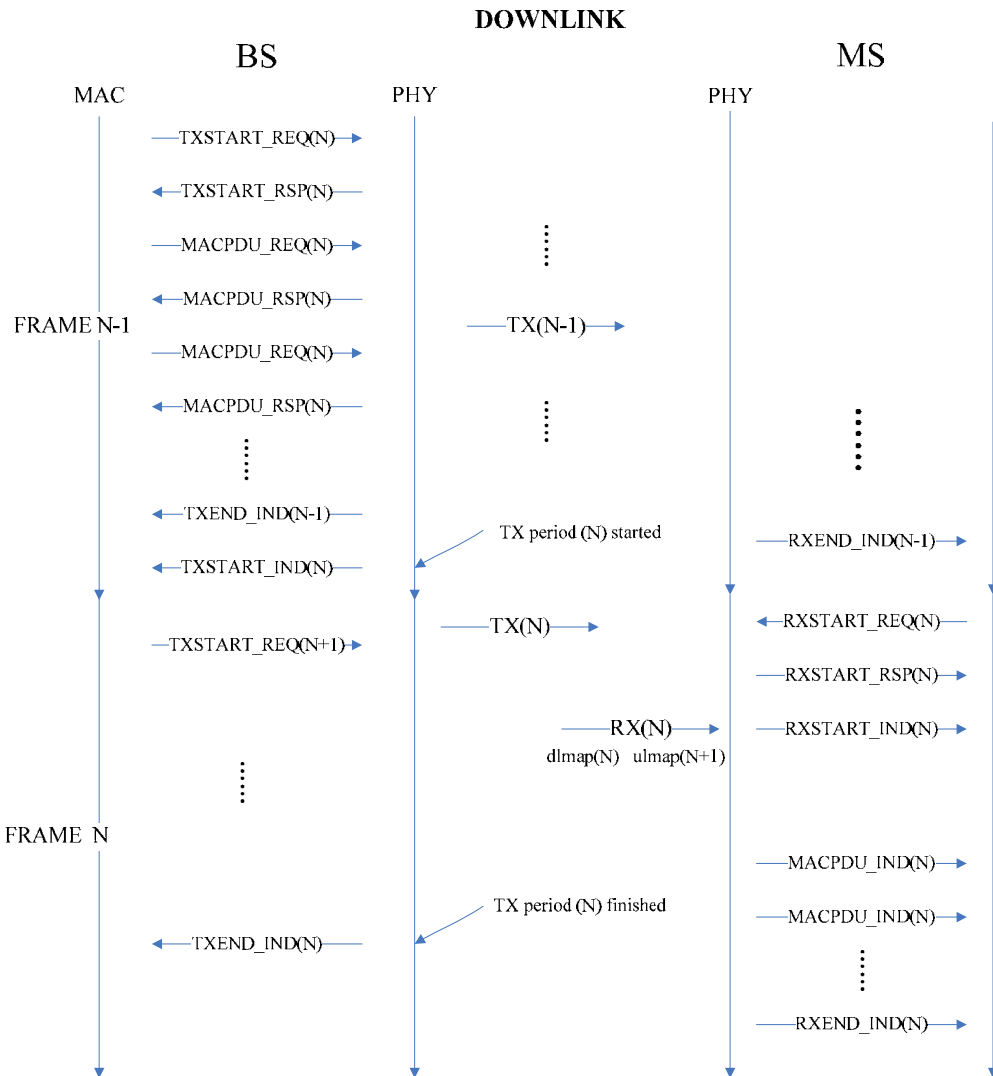 DOWNLINK
BS
MS
MAC
PHY
PHY
TXSTART_REQ(N)
TXSTART_RSP(N)
MACPDU_REQ(N)
MACPDU_RSP(N)
FRAME N-1
TX(N-1)
MACPDU_REQ(N)
MACPDU_RSP(N)
TXEND_IND(N-1)
TX period (N) started
RXEND_IND(N-1)
TXSTART_IND(N)
TX(N)
RXSTART_REQ(N)
TXSTART_REQ(N+1)
RXSTART_RSP(N)
RX(N)
RXSTART_IND(N)
dlmap(N) ulmap(N+1)
FRAME N
MACPDU_IND(N)
TX period (N) finished
MACPDU_IND(N)
TXEND_IND(N)
RXEND_IND(N)